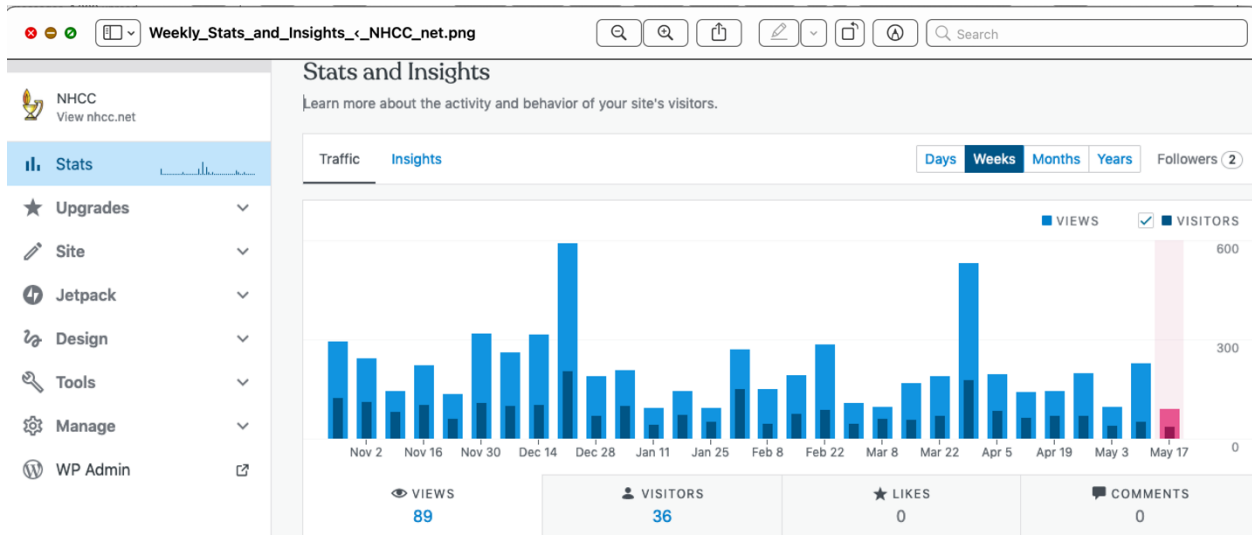 Weekly_Stats_and_Insights_‹_NHCC_net.png
Search
NHCC
View nhcc.net
Stats
Upgrades
Site
Jetpack
Design
Tools
Manage
WP Admin
Stats and Insights
Learn more about the activity and behavior of your site's visitors.
Traffic Insights Days Weeks Months Years Followers 2
VIEWS VISITORS
600
300
0
Nov 2 Nov 16 Nov 30 Dec 14 Dec 28 Jan 11 Jan 25 Feb 8 Feb 22 Mar 8 Mar 22 Apr 5 Apr 19 May 3 May 17
VIEWS VISITORS LIKES COMMENTS
89 36 0 0